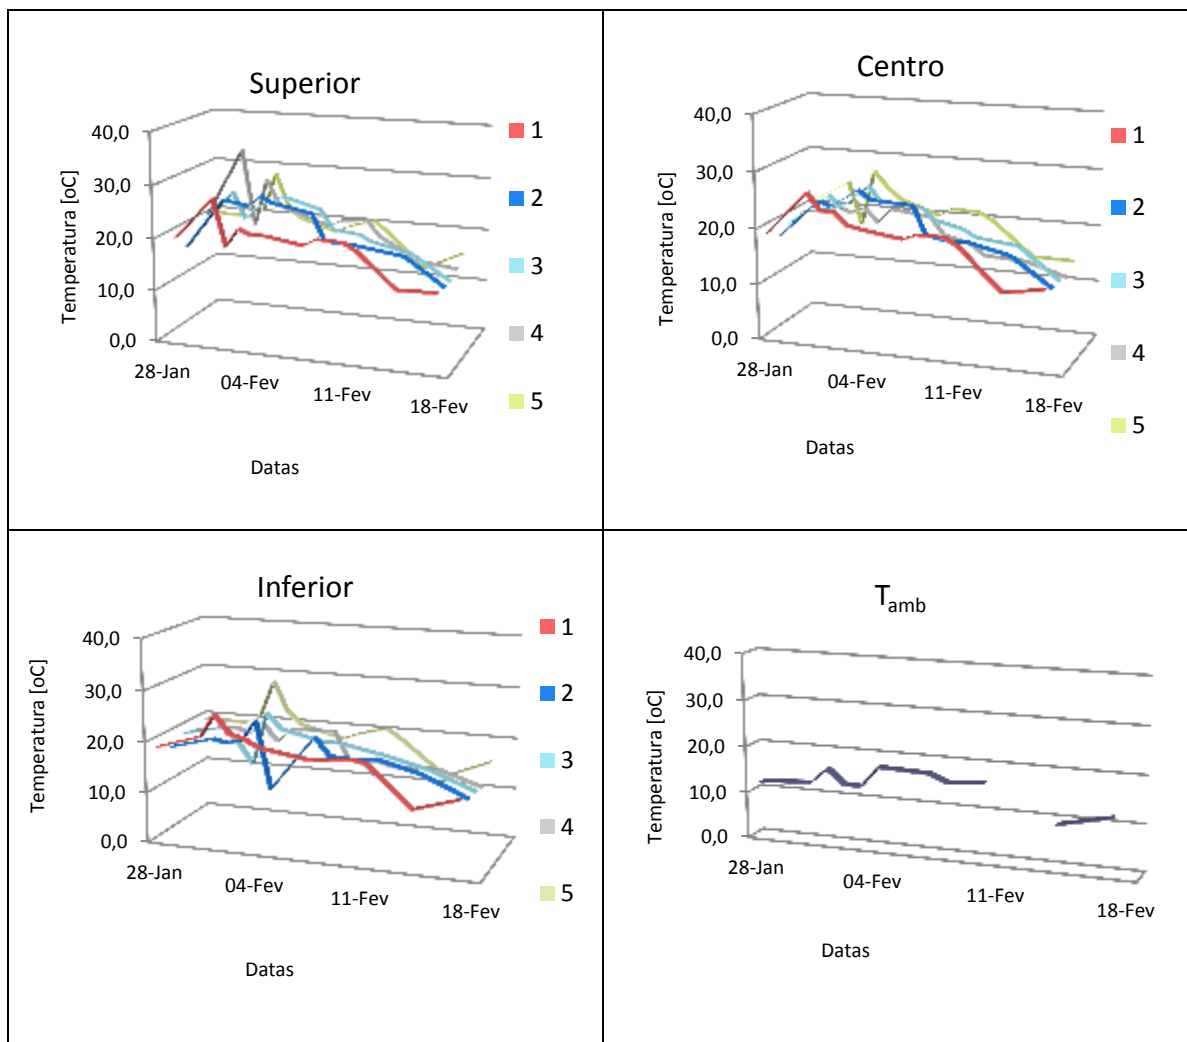 Superior
Temperatura [oC]
40,0
30,0
20,0
10,0
0,0
28-Jan
04-Fev
11-Fev
18-Fev
Datas
1
2
3
4
5
Centro
Temperatura [oC]
40,0
30,0
20,0
10,0
0,0
28-Jan
04-Fev
11-Fev
18-Fev
Datas
1
2
3
4
5
Inferior
Temperatura [oC]
40,0
30,0
20,0
10,0
0,0
28-Jan
04-Fev
11-Fev
18-Fev
Datas
1
2
3
4
5
Tamb
Temperatura [oC]
40,0
30,0
20,0
10,0
0,0
28-Jan
04-Fev
11-Fev
18-Fev
Datas